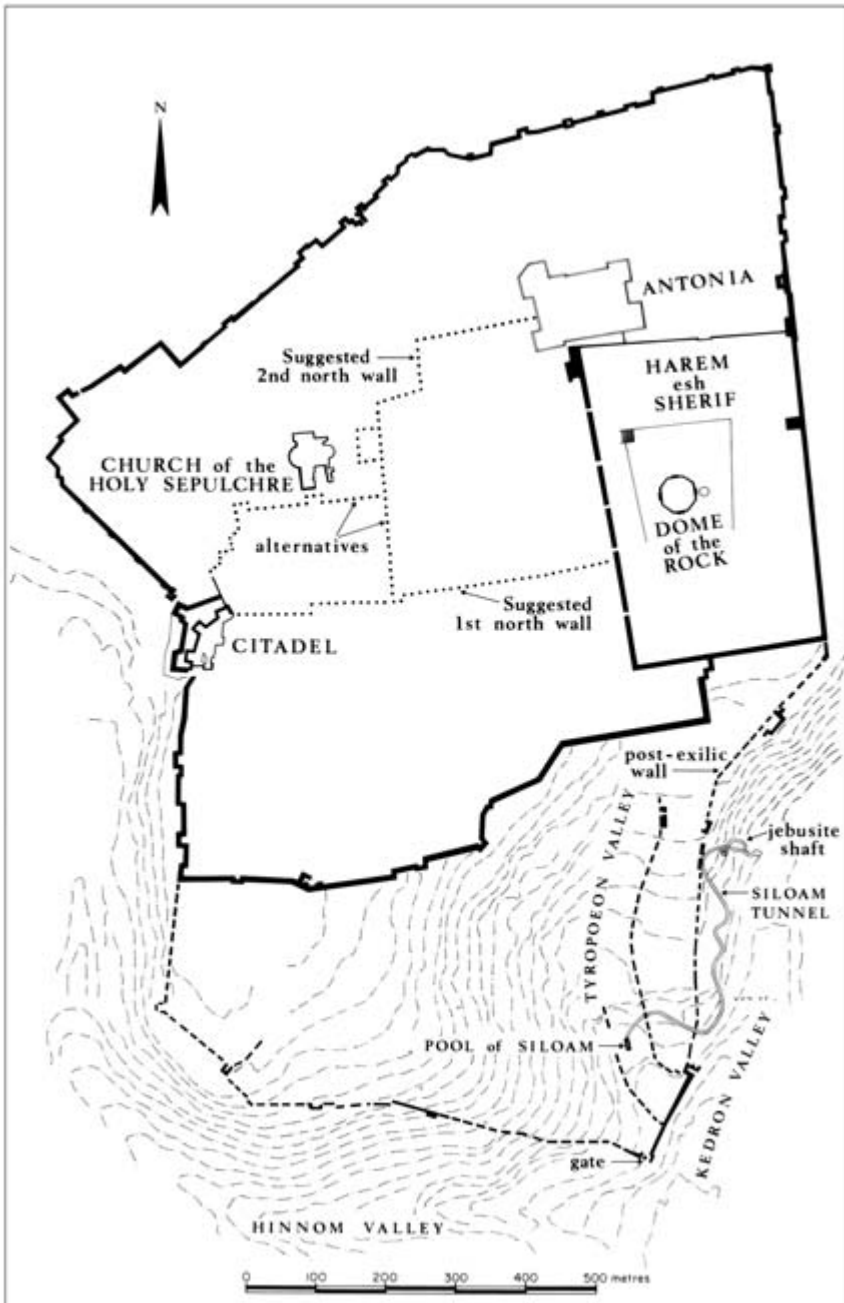 N
ANTONIA
Suggested
2nd north wall
HAREM
esh
SHERIF
CHURCH of the
HOLY SEPULCHRE
DOME
of the
ROCK
alternatives
Suggested
1st north wall
CITADEL
post-exilic
wall
TYROPOEON VALLEY
jebusite
shaft
SILOAM
TUNNEL
POOL of SILOAM
KEDRON VALLEY
gate
HINNOM VALLEY
0 100 200 300 400 500 metres